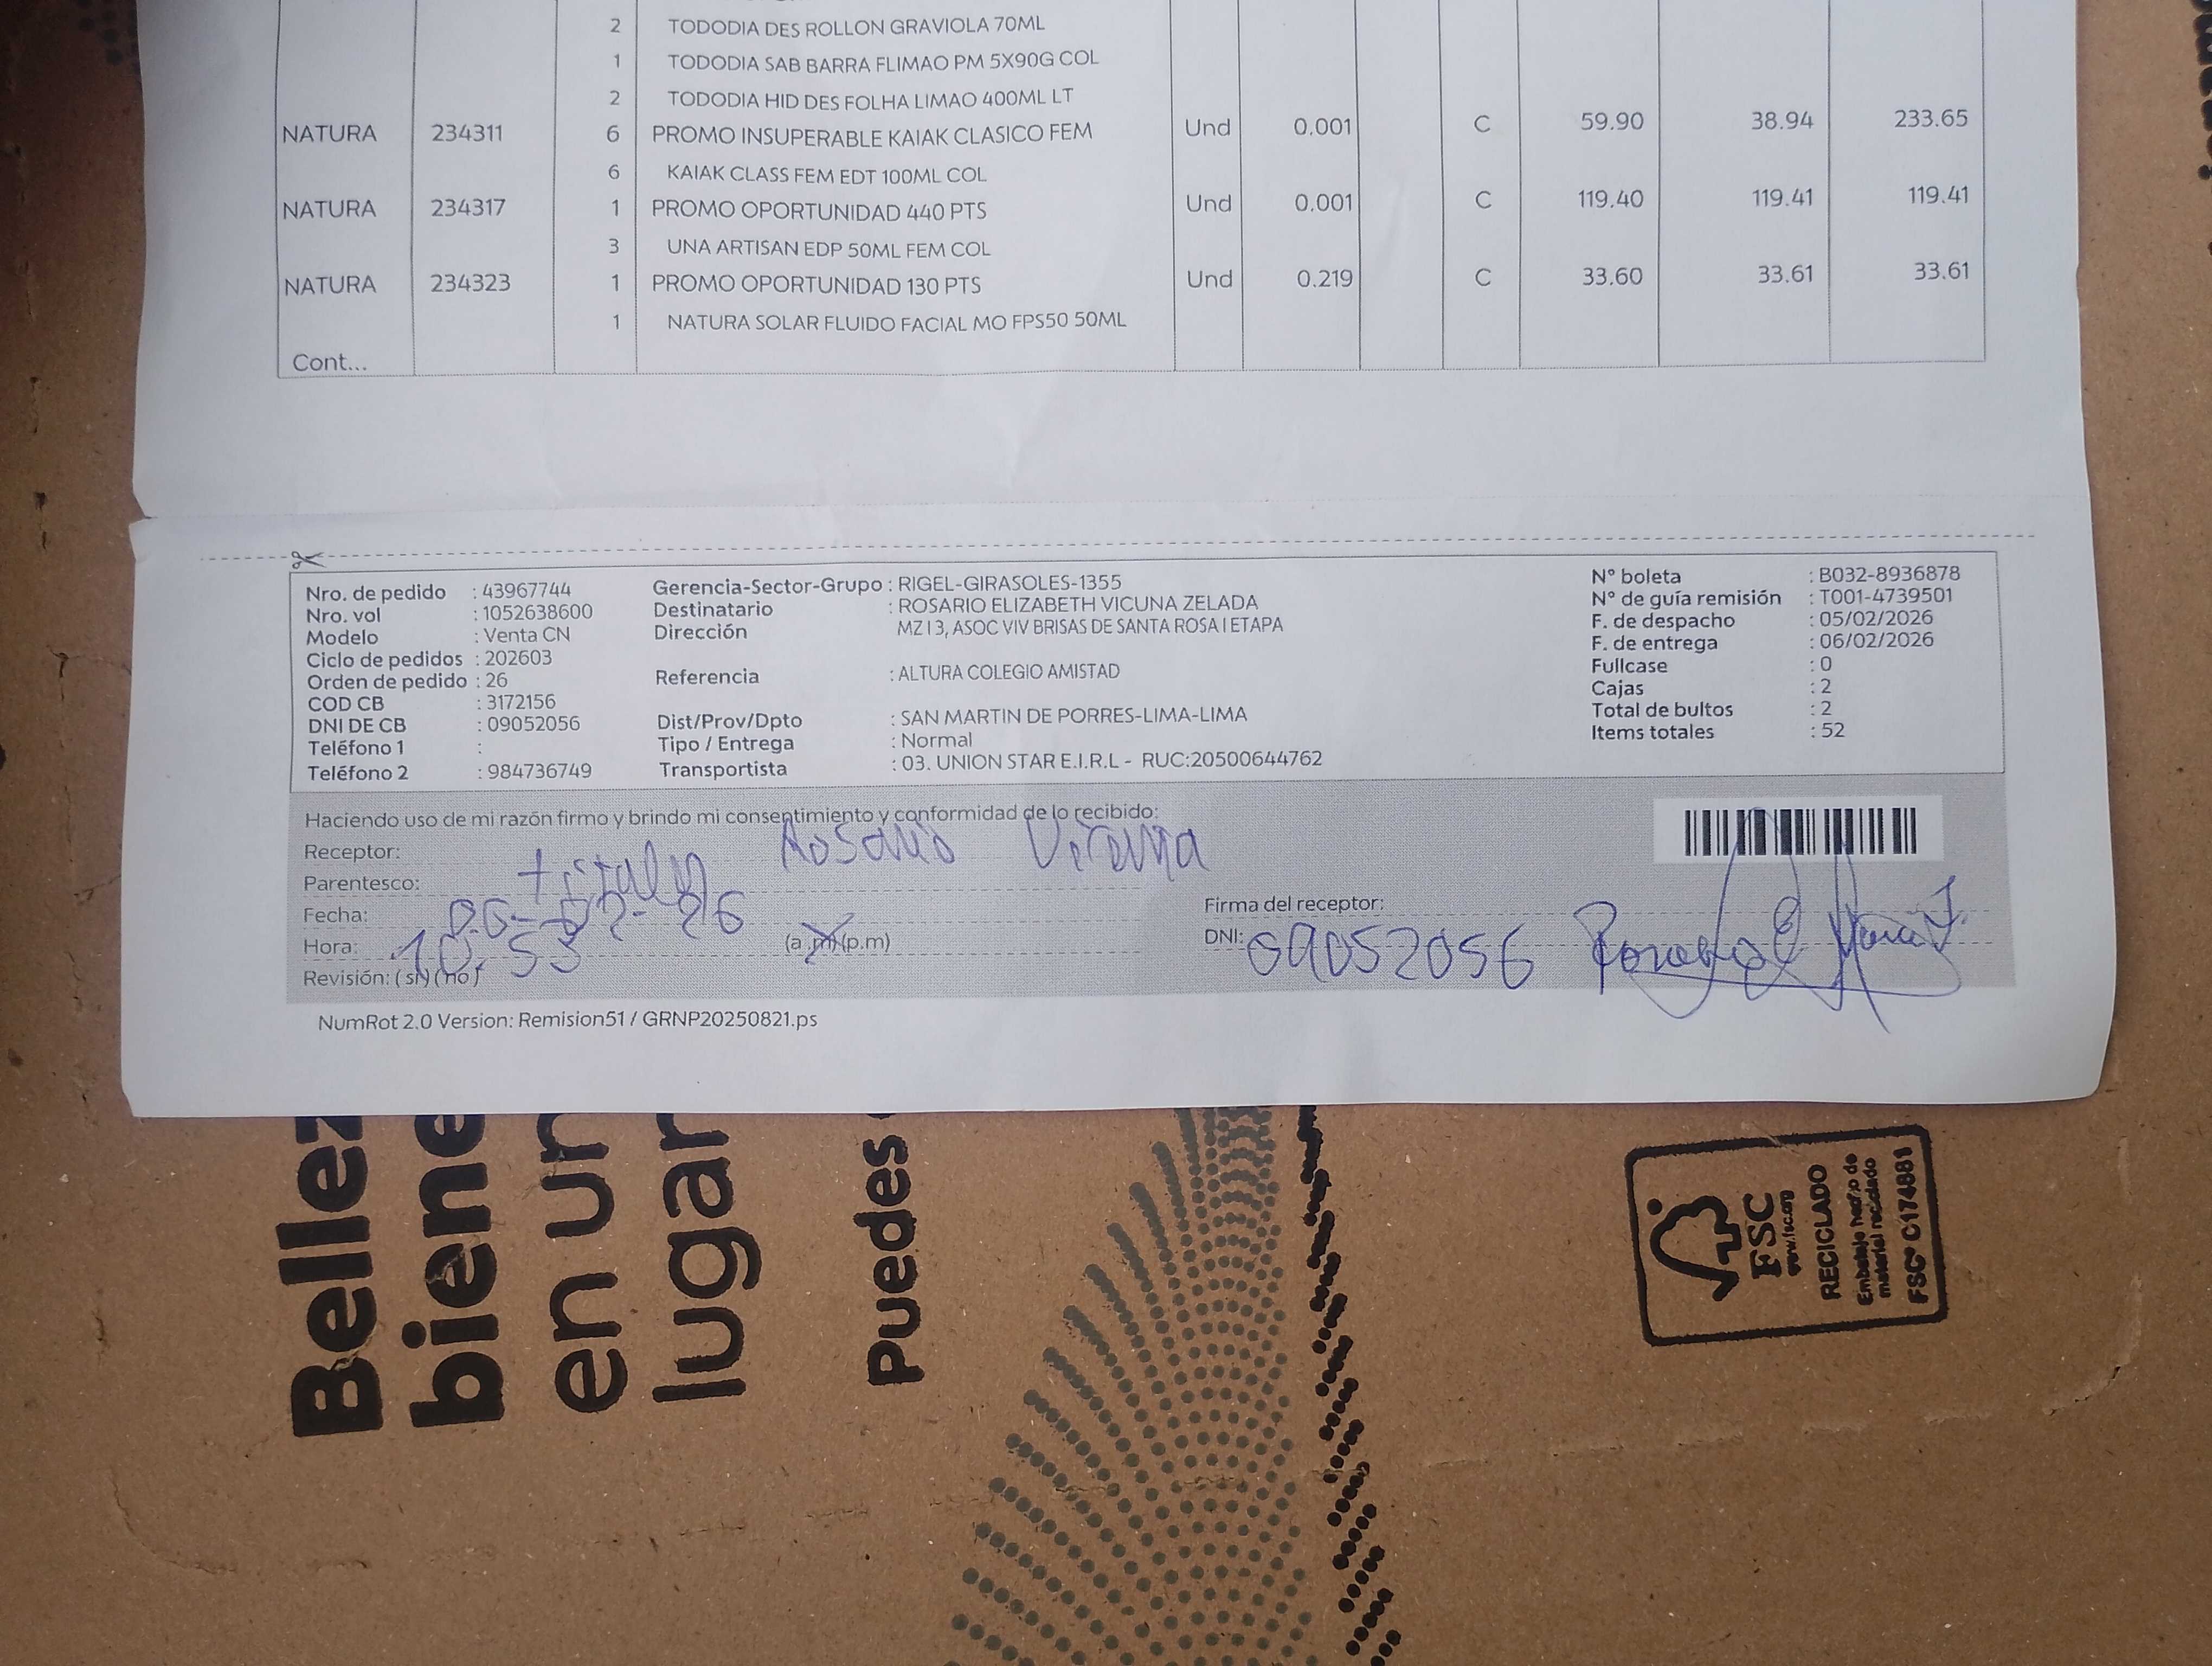 2 TODODIA DES ROLLON GRAVIOLA 70ML
1 TODODIA SAB BARRA FLIMAO PM 5X90G COL
2 TODODIA HID DES FOLHA LIMAO 400ML LT
NATURA 234311 6 PROMO INSUPERABLE KAIAK CLASICO FEM Und 0.001 C 59.90 38.94 233.65
6 KAIAK CLASS FEM EDT 100ML COL
NATURA 234317 1 PROMO OPORTUNIDAD 440 PTS Und 0.001 C 119.40 119.41 119.41
3 UNA ARTISAN EDP 50ML FEM COL
NATURA 234323 1 PROMO OPORTUNIDAD 130 PTS Und 0.219 C 33.60 33.61 33.61
1 NATURA SOLAR FLUIDO FACIAL MO FPS50 50ML
Cont...
Nro. de pedido : 43967744
Nro. vol : 1052638600
Modelo : Venta CN
Ciclo de pedidos : 202603
Orden de pedido : 26
COD CB : 3172156
DNI DE CB : 09052056
Teléfono 1 :
Teléfono 2 : 984736749
Gerencia-Sector-Grupo : RIGEL-GIRASOLES-1355
Destinatario : ROSARIO ELIZABETH VICUNA ZELADA
Dirección MZ I 3, ASOC VIV BRISAS DE SANTA ROSA I ETAPA
Referencia : ALTURA COLEGIO AMISTAD
Dist/Prov/Dpto : SAN MARTIN DE PORRES-LIMA-LIMA
Tipo / Entrega : Normal
Transportista : 03. UNION STAR E.I.R.L - RUC:20500644762
N° boleta : B032-8936878
N° de guía remisión : T001-4739501
F. de despacho : 05/02/2026
F. de entrega : 06/02/2026
Fullcase : 0
Cajas : 2
Total de bultos : 2
Items totales : 52
Haciendo uso de mi razón firmo y brindo mi consentimiento y conformidad de lo recibido:
Receptor: Rosario Vicuna
Parentesco:
Fecha: 06-02-26
Hora: 10:53 (a.m)(p.m)
Revisión: (si) (no)
Firma del receptor:
DNI: 09052056
NumRot 2.0 Version: Remision51 / GRNP20250821.ps
Bellez
biene
en un
lugar
Puedes
FSC
www.fsc.org
RECICLADO
Embalaje hecho de
material reciclado
FSC® C174881